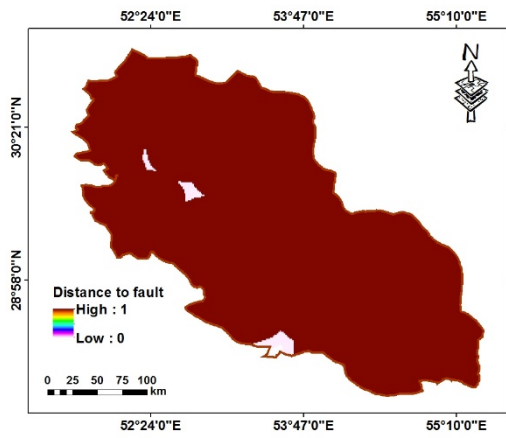 52°24'0"E 53°47'0"E 55°10'0"E
N
30°21'0"N
28°58'0"N
Distance to fault
High : 1
Low : 0
0 25 50 75 100
km
52°24'0"E 53°47'0"E 55°10'0"E